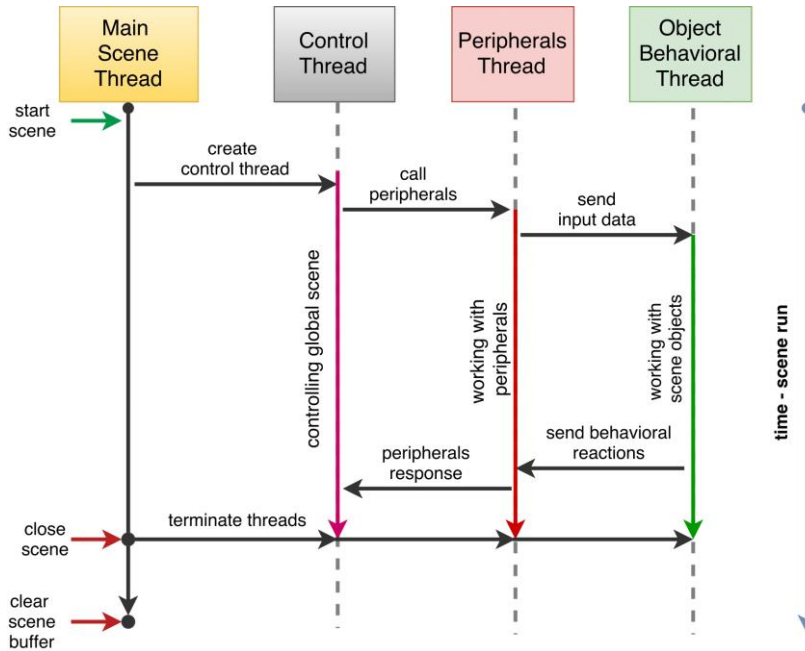 Main
Scene
Thread
Control
Thread
Peripherals
Thread
Object
Behavioral
Thread
start
scene
create
control thread
call
peripherals
send
input data
controlling global scene
working with
peripherals
working with
scene objects
time - scene run
send behavioral
reactions
peripherals
response
close
scene
terminate threads
clear
scene
buffer